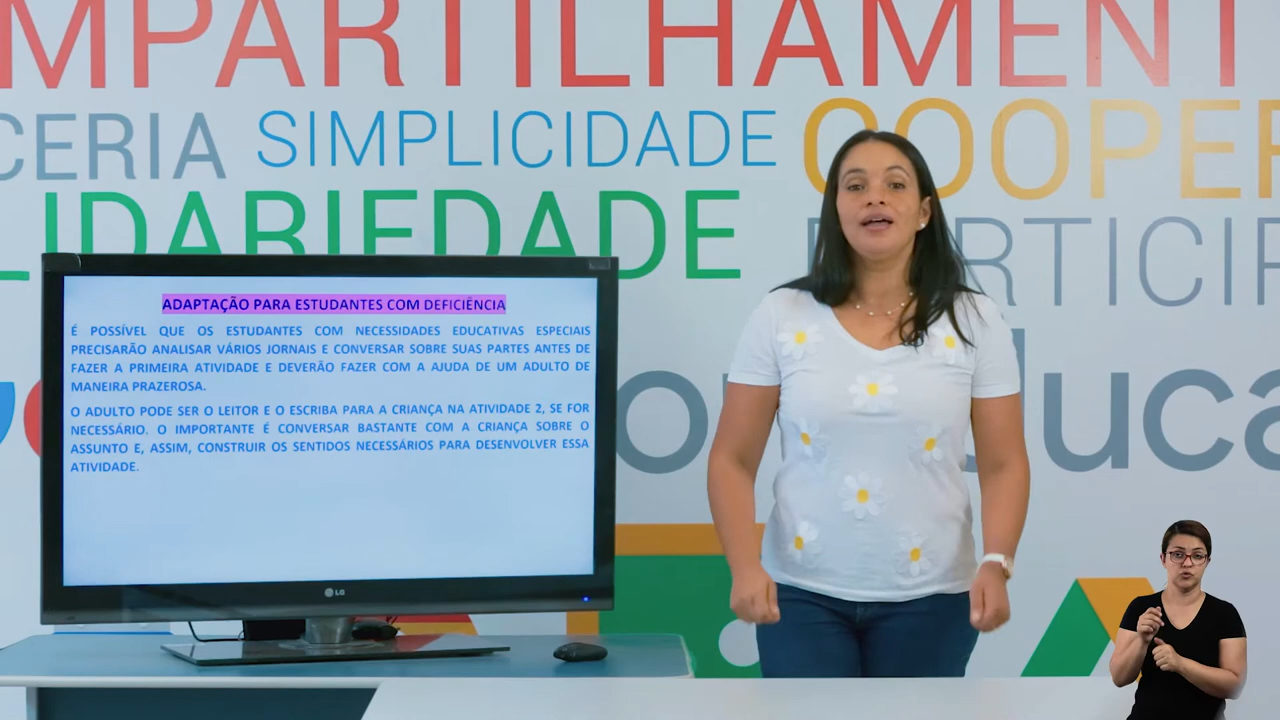 MPARTILHAMENT
CERIA SIMPLICIDADE COOPER
LIDARIEDADE PARTICIP
ADAPTAÇÃO PARA ESTUDANTES COM DEFICIÊNCIA
É POSSÍVEL QUE OS ESTUDANTES COM NECESSIDADES EDUCATIVAS ESPECIAIS
PRECISARÃO ANALISAR VÁRIOS JORNAIS E CONVERSAR SOBRE SUAS PARTES ANTES DE
FAZER A PRIMEIRA ATIVIDADE E DEVERÃO FAZER COM A AJUDA DE UM ADULTO DE
MANEIRA PRAZEROSA.
O ADULTO PODE SER O LEITOR E O ESCRIBA PARA A CRIANÇA NA ATIVIDADE 2, SE FOR
NECESSÁRIO. O IMPORTANTE É CONVERSAR BASTANTE COM A CRIANÇA SOBRE O
ASSUNTO E, ASSIM, CONSTRUIR OS SENTIDOS NECESSÁRIOS PARA DESENVOLVER ESSA
ATIVIDADE.
LG